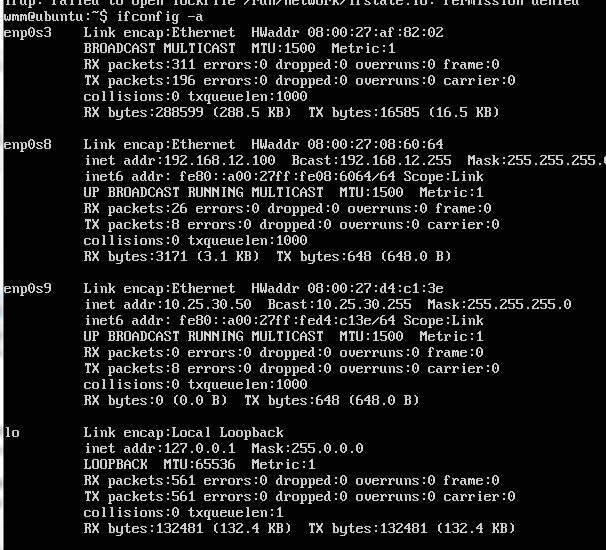 ifup: failed to open lockfile /run/network/ifstate.lo: Permission denied
wmm@ubuntu:~$ ifconfig -a
enp0s3 Link encap:Ethernet HWaddr 08:00:27:af:82:02
BROADCAST MULTICAST MTU:1500 Metric:1
RX packets:311 errors:0 dropped:0 overruns:0 frame:0
TX packets:196 errors:0 dropped:0 overruns:0 carrier:0
collisions:0 txqueuelen:1000
RX bytes:288599 (288.5 KB) TX bytes:16585 (16.5 KB)
enp0s8 Link encap:Ethernet HWaddr 08:00:27:08:60:64
inet addr:192.168.12.100 Bcast:192.168.12.255 Mask:255.255.255.
inet6 addr: fe80::a00:27ff:fe08:6064/64 Scope:Link
UP BROADCAST RUNNING MULTICAST MTU:1500 Metric:1
RX packets:26 errors:0 dropped:0 overruns:0 frame:0
TX packets:8 errors:0 dropped:0 overruns:0 carrier:0
collisions:0 txqueuelen:1000
RX bytes:3171 (3.1 KB) TX bytes:648 (648.0 B)
enp0s9 Link encap:Ethernet HWaddr 08:00:27:d4:c1:3e
inet addr:10.25.30.50 Bcast:10.25.30.255 Mask:255.255.255.0
inet6 addr: fe80::a00:27ff:fed4:c13e/64 Scope:Link
UP BROADCAST RUNNING MULTICAST MTU:1500 Metric:1
RX packets:0 errors:0 dropped:0 overruns:0 frame:0
TX packets:8 errors:0 dropped:0 overruns:0 carrier:0
collisions:0 txqueuelen:1000
RX bytes:0 (0.0 B) TX bytes:648 (648.0 B)
lo Link encap:Local Loopback
inet addr:127.0.0.1 Mask:255.0.0.0
LOOPBACK MTU:65536 Metric:1
RX packets:561 errors:0 dropped:0 overruns:0 frame:0
TX packets:561 errors:0 dropped:0 overruns:0 carrier:0
collisions:0 txqueuelen:1
RX bytes:132481 (132.4 KB) TX bytes:132481 (132.4 KB)